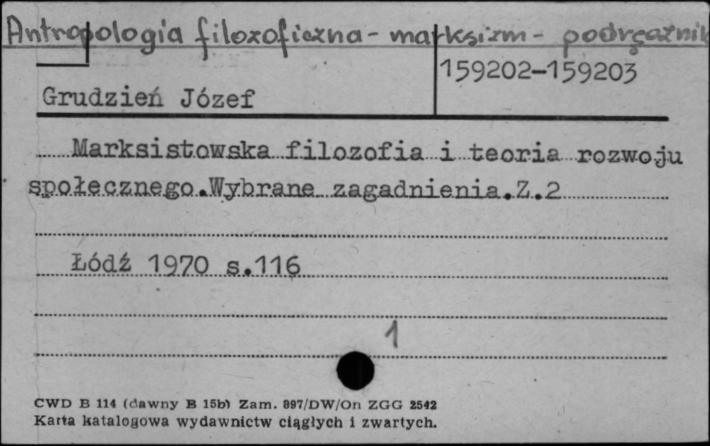 Antropologia filozoficzna - marksizm - podręcznik
159202-159203
Grudzień Józef
Marksistowska filozofia i teoria rozwoju
społecznego.Wybrane zagadnienia.Z.2
Łódź 1970 s.116
1
CWD B 114 (dawny B 15b) Zam. 897/DW/On ZGG 2542
Karta katalogowa wydawnictw ciągłych i zwartych.